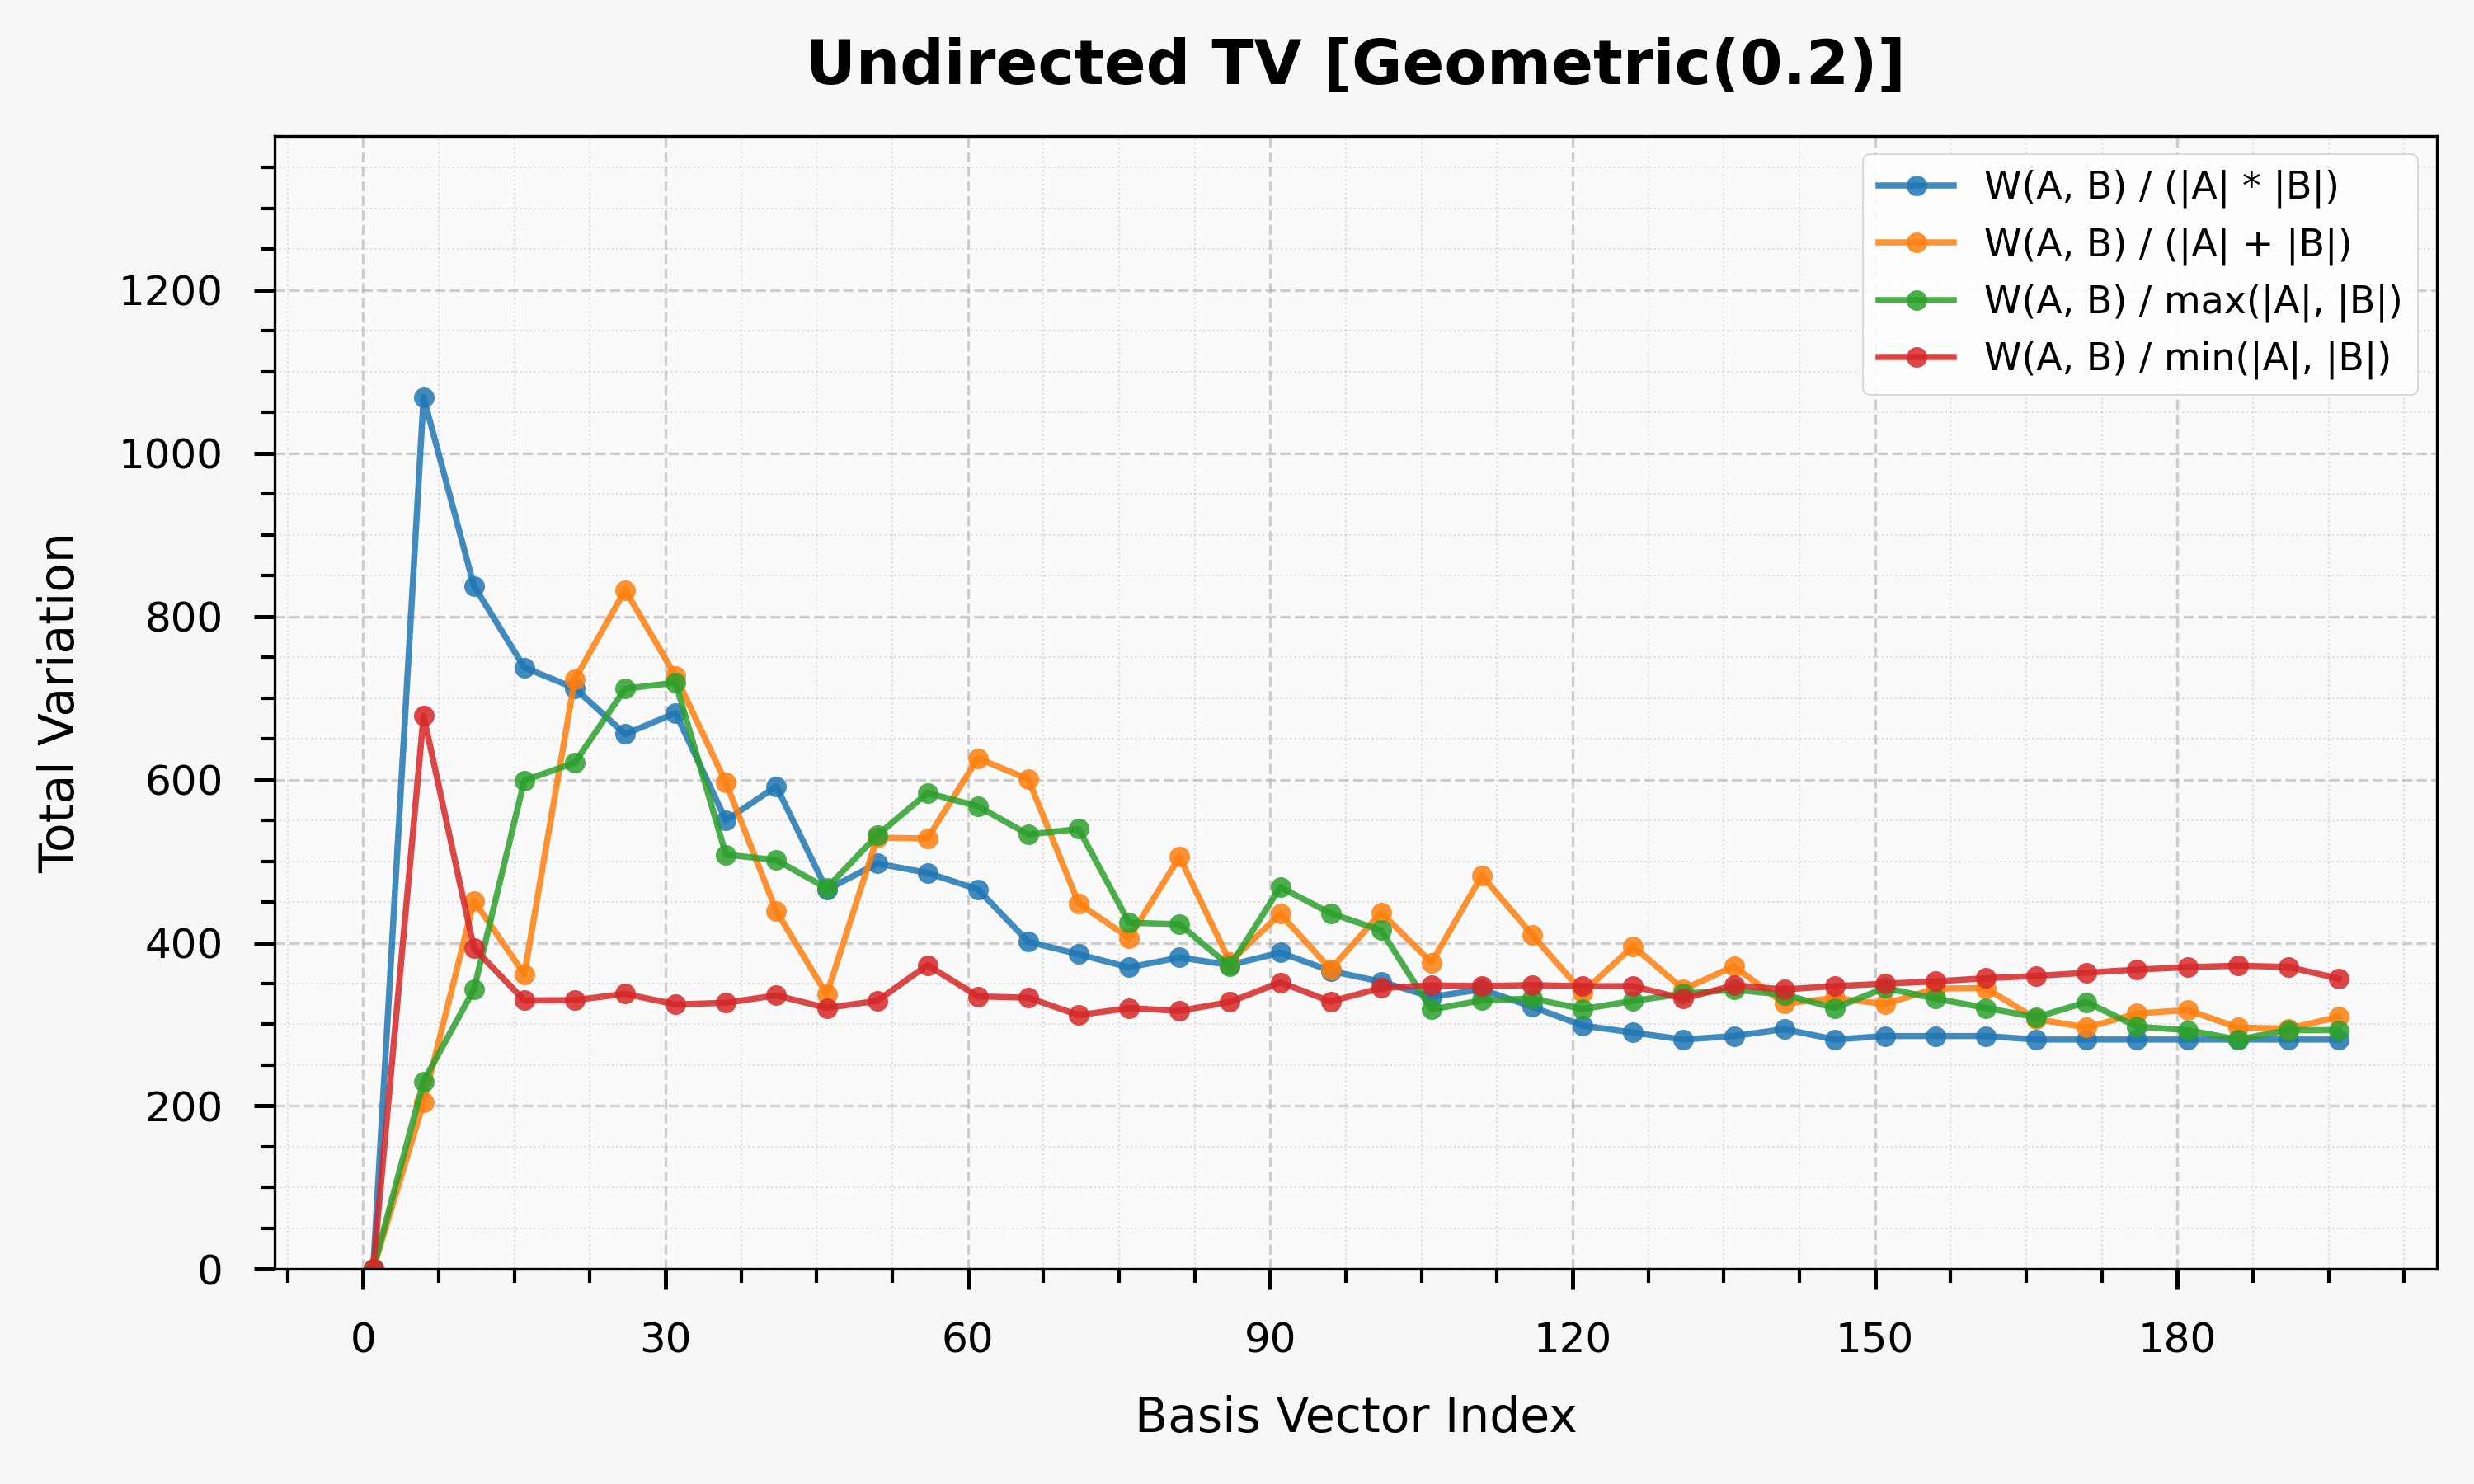 Undirected TV [Geometric(0.2)]
W(A, B) / (|A| * |B|)
W(A, B) / (|A| + |B|)
W(A, B) / max(|A|, |B|)
W(A, B) / min(|A|, |B|)
1200
1000
800
600
400
200
0
Total Variation
0 30 60 90 120 150 180
Basis Vector Index